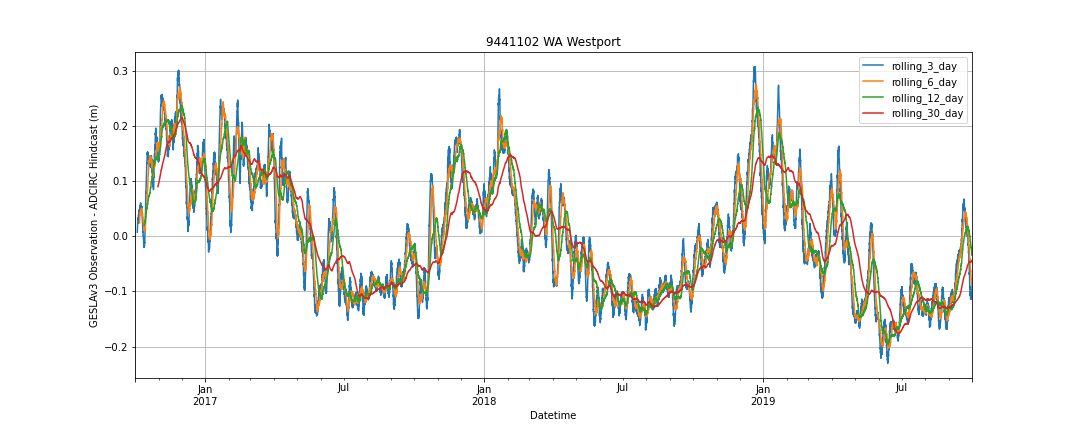 9441102 WA Westport
GESLAv3 Observation - ADCIRC Hindcast (m)
0.3
0.2
0.1
0.0
−0.1
−0.2
rolling_3_day
rolling_6_day
rolling_12_day
rolling_30_day
Jan
2017
Jul
Jan
2018
Jul
Jan
2019
Jul
Datetime